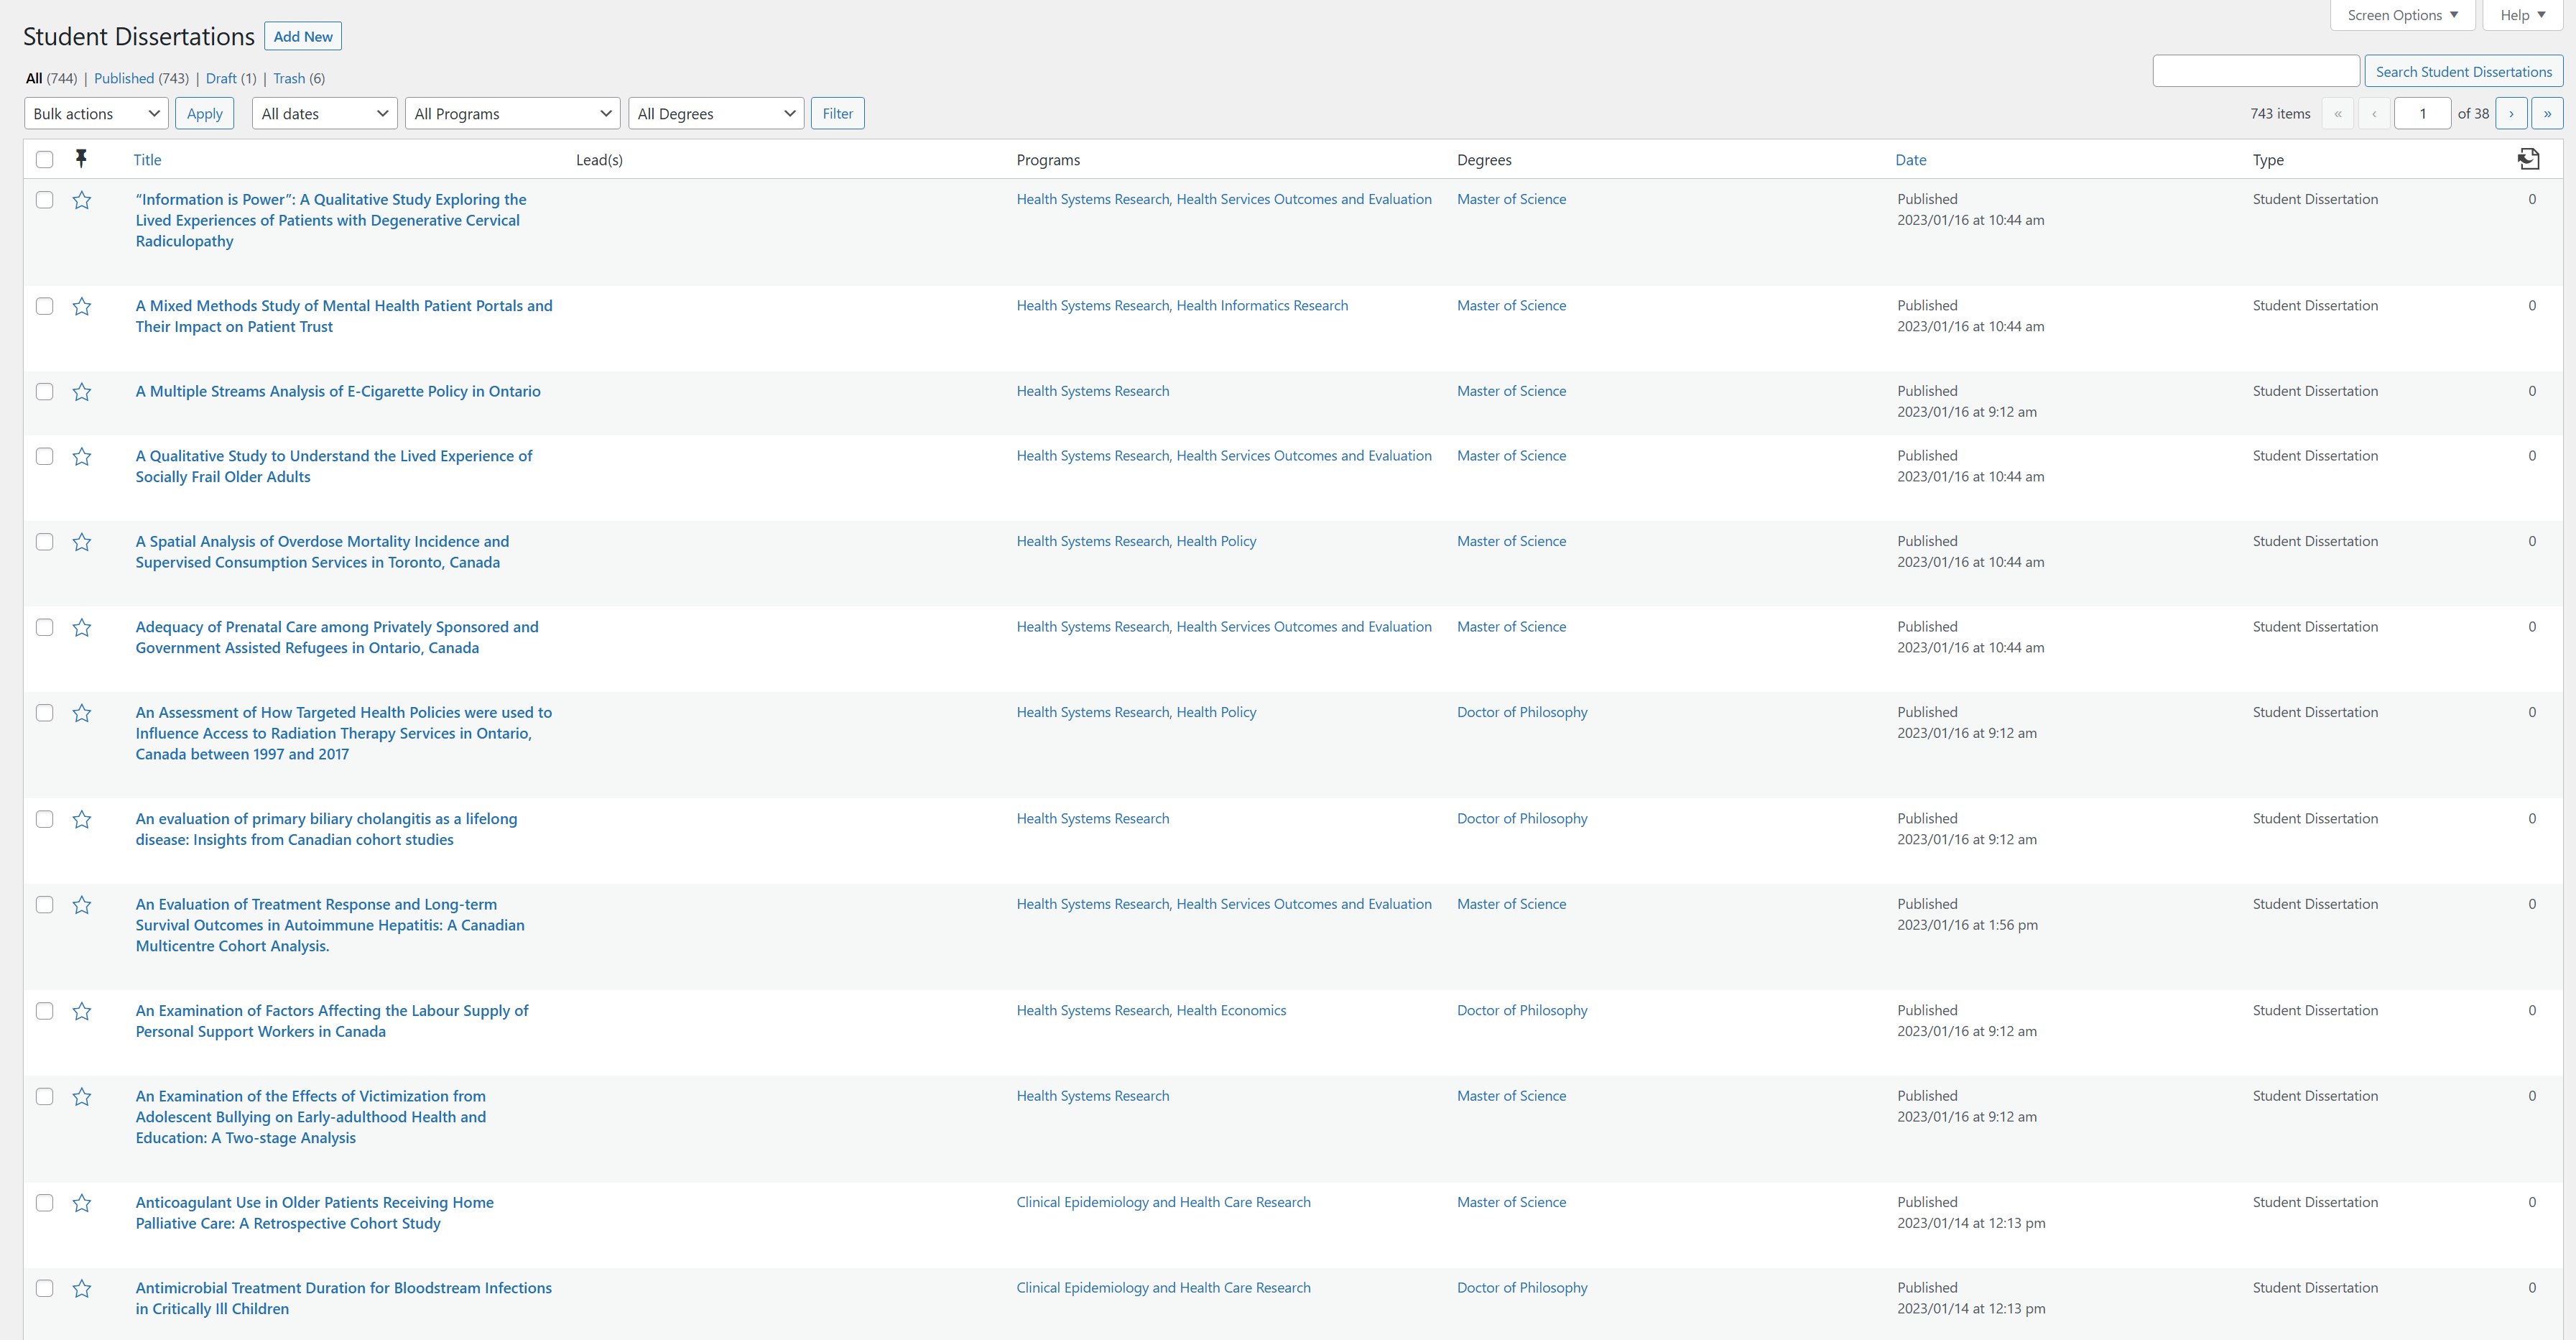 Screen Options ▼ Help ▼
Student Dissertations Add New
All (744) | Published (743) | Draft (1) | Trash (6)
Search Student Dissertations
Bulk actions Apply All dates All Programs All Degrees Filter 743 items « ‹ 1 of 38 › »
Title Lead(s) Programs Degrees Date Type
“Information is Power”: A Qualitative Study Exploring the Health Systems Research, Health Services Outcomes and Evaluation Master of Science Published Student Dissertation 0
Lived Experiences of Patients with Degenerative Cervical 2023/01/16 at 10:44 am
Radiculopathy
A Mixed Methods Study of Mental Health Patient Portals and Health Systems Research, Health Informatics Research Master of Science Published Student Dissertation 0
Their Impact on Patient Trust 2023/01/16 at 10:44 am
A Multiple Streams Analysis of E-Cigarette Policy in Ontario Health Systems Research Master of Science Published Student Dissertation 0
2023/01/16 at 9:12 am
A Qualitative Study to Understand the Lived Experience of Health Systems Research, Health Services Outcomes and Evaluation Master of Science Published Student Dissertation 0
Socially Frail Older Adults 2023/01/16 at 10:44 am
A Spatial Analysis of Overdose Mortality Incidence and Health Systems Research, Health Policy Master of Science Published Student Dissertation 0
Supervised Consumption Services in Toronto, Canada 2023/01/16 at 10:44 am
Adequacy of Prenatal Care among Privately Sponsored and Health Systems Research, Health Services Outcomes and Evaluation Master of Science Published Student Dissertation 0
Government Assisted Refugees in Ontario, Canada 2023/01/16 at 10:44 am
An Assessment of How Targeted Health Policies were used to Health Systems Research, Health Policy Doctor of Philosophy Published Student Dissertation 0
Influence Access to Radiation Therapy Services in Ontario, 2023/01/16 at 9:12 am
Canada between 1997 and 2017
An evaluation of primary biliary cholangitis as a lifelong Health Systems Research Doctor of Philosophy Published Student Dissertation 0
disease: Insights from Canadian cohort studies 2023/01/16 at 9:12 am
An Evaluation of Treatment Response and Long-term Health Systems Research, Health Services Outcomes and Evaluation Master of Science Published Student Dissertation 0
Survival Outcomes in Autoimmune Hepatitis: A Canadian 2023/01/16 at 1:56 pm
Multicentre Cohort Analysis.
An Examination of Factors Affecting the Labour Supply of Health Systems Research, Health Economics Doctor of Philosophy Published Student Dissertation 0
Personal Support Workers in Canada 2023/01/16 at 9:12 am
An Examination of the Effects of Victimization from Health Systems Research Master of Science Published Student Dissertation 0
Adolescent Bullying on Early-adulthood Health and 2023/01/16 at 9:12 am
Education: A Two-stage Analysis
Anticoagulant Use in Older Patients Receiving Home Clinical Epidemiology and Health Care Research Master of Science Published Student Dissertation 0
Palliative Care: A Retrospective Cohort Study 2023/01/14 at 12:13 pm
Antimicrobial Treatment Duration for Bloodstream Infections Clinical Epidemiology and Health Care Research Doctor of Philosophy Published Student Dissertation 0
in Critically Ill Children 2023/01/14 at 12:13 pm